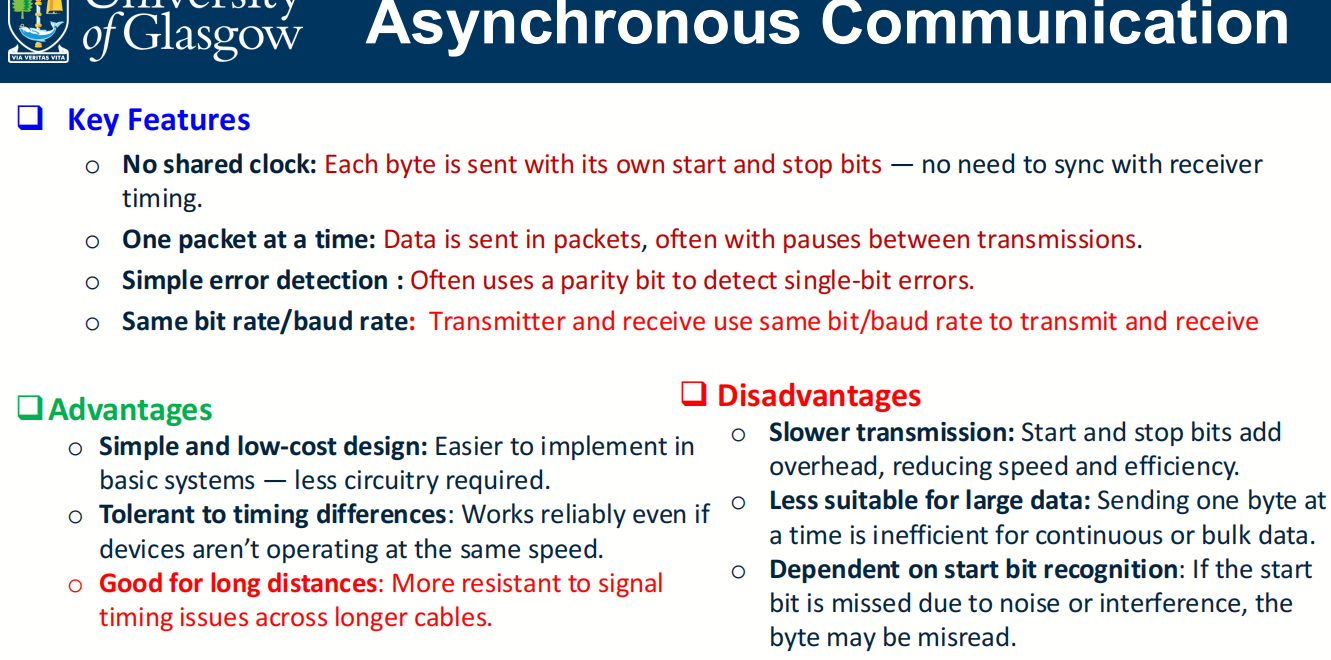 University
of Glasgow
VIA VERITAS VITA
Asynchronous Communication
❑ Key Features
o No shared clock: Each byte is sent with its own start and stop bits — no need to sync with receiver
timing.
o One packet at a time: Data is sent in packets, often with pauses between transmissions.
o Simple error detection : Often uses a parity bit to detect single-bit errors.
o Same bit rate/baud rate: Transmitter and receive use same bit/baud rate to transmit and receive
❑ Advantages
o Simple and low-cost design: Easier to implement in
basic systems — less circuitry required.
o Tolerant to timing differences: Works reliably even if
devices aren’t operating at the same speed.
o Good for long distances: More resistant to signal
timing issues across longer cables.
❑ Disadvantages
o Slower transmission: Start and stop bits add
overhead, reducing speed and efficiency.
o Less suitable for large data: Sending one byte at
a time is inefficient for continuous or bulk data.
o Dependent on start bit recognition: If the start
bit is missed due to noise or interference, the
byte may be misread.